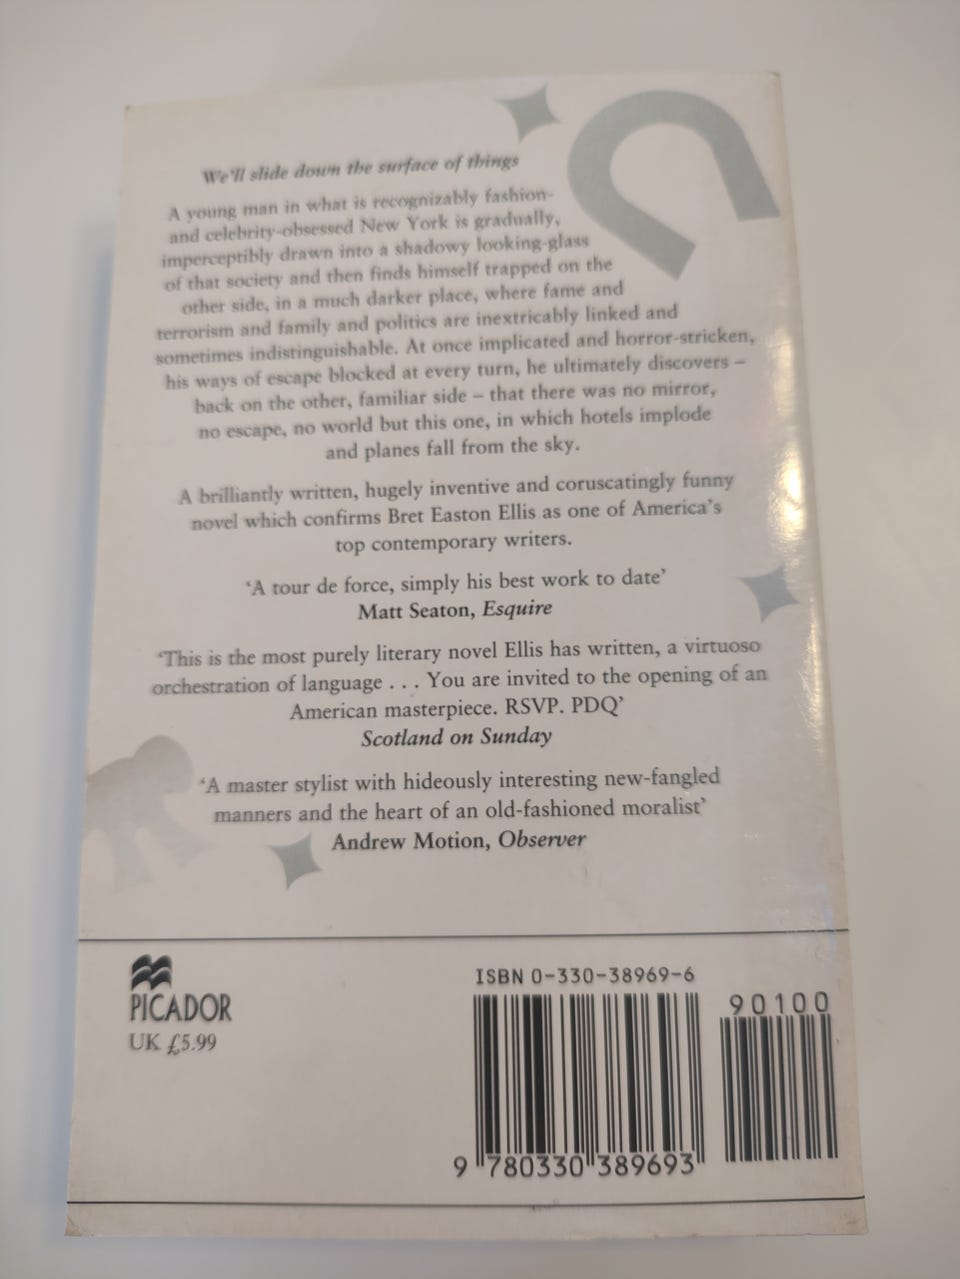 We'll slide down the surface of things
A young man in what is recognizably fashion-
and celebrity-obsessed New York is gradually,
imperceptibly drawn into a shadowy looking-glass
of that society and then finds himself trapped on the
other side, in a much darker place, where fame and
terrorism and family and politics are inextricably linked and
sometimes indistinguishable. At once implicated and horror-stricken,
his ways of escape blocked at every turn, he ultimately discovers –
back on the other, familiar side – that there was no mirror,
no escape, no world but this one, in which hotels implode
and planes fall from the sky.
A brilliantly written, hugely inventive and coruscatingly funny
novel which confirms Bret Easton Ellis as one of America's
top contemporary writers.
'A tour de force, simply his best work to date'
Matt Seaton, Esquire
'This is the most purely literary novel Ellis has written, a virtuoso
orchestration of language . . . You are invited to the opening of an
American masterpiece. RSVP. PDQ'
Scotland on Sunday
'A master stylist with hideously interesting new-fangled
manners and the heart of an old-fashioned moralist'
Andrew Motion, Observer
PICADOR
UK £5.99
ISBN 0-330-38969-6
90100
9 780330 389693